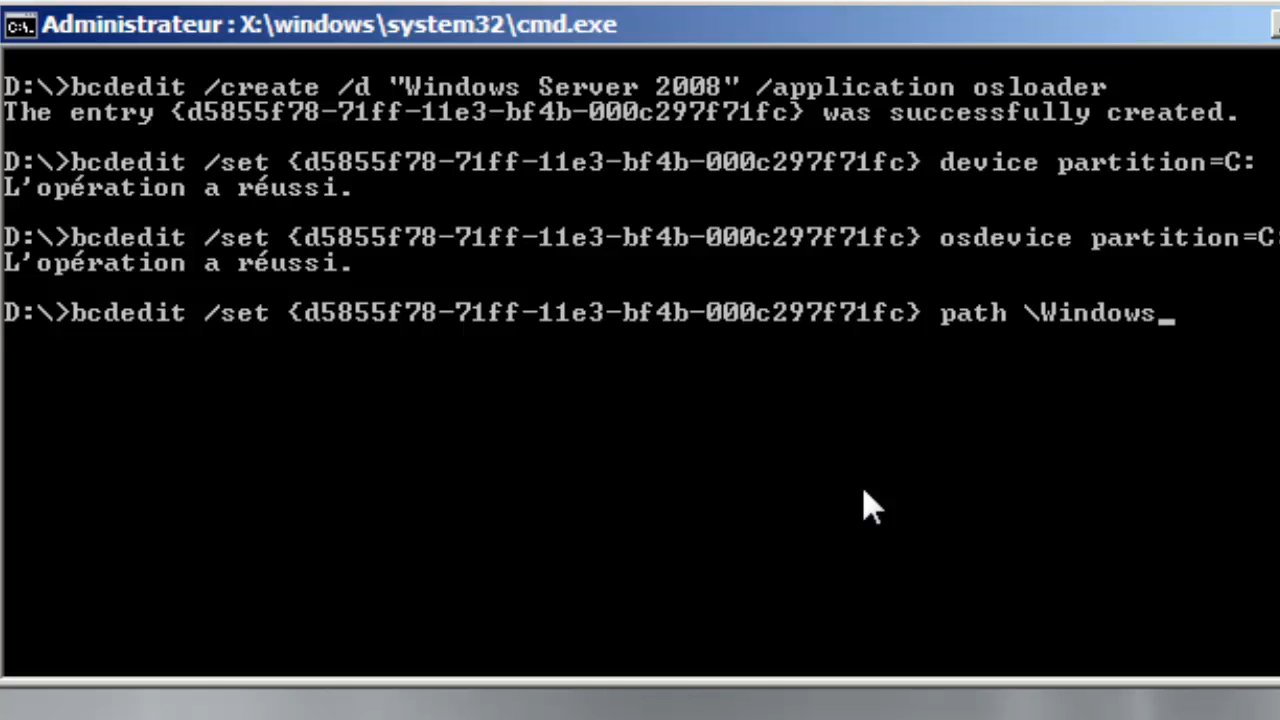 Administrateur : X:\windows\system32\cmd.exe
D:\>bcdedit /create /d "Windows Server 2008" /application osloader
The entry {d5855f78-71ff-11e3-bf4b-000c297f71fc} was successfully created.
D:\>bcdedit /set {d5855f78-71ff-11e3-bf4b-000c297f71fc} device partition=C:
L'opération a réussi.
D:\>bcdedit /set {d5855f78-71ff-11e3-bf4b-000c297f71fc} osdevice partition=C:
L'opération a réussi.
D:\>bcdedit /set {d5855f78-71ff-11e3-bf4b-000c297f71fc} path \Windows_